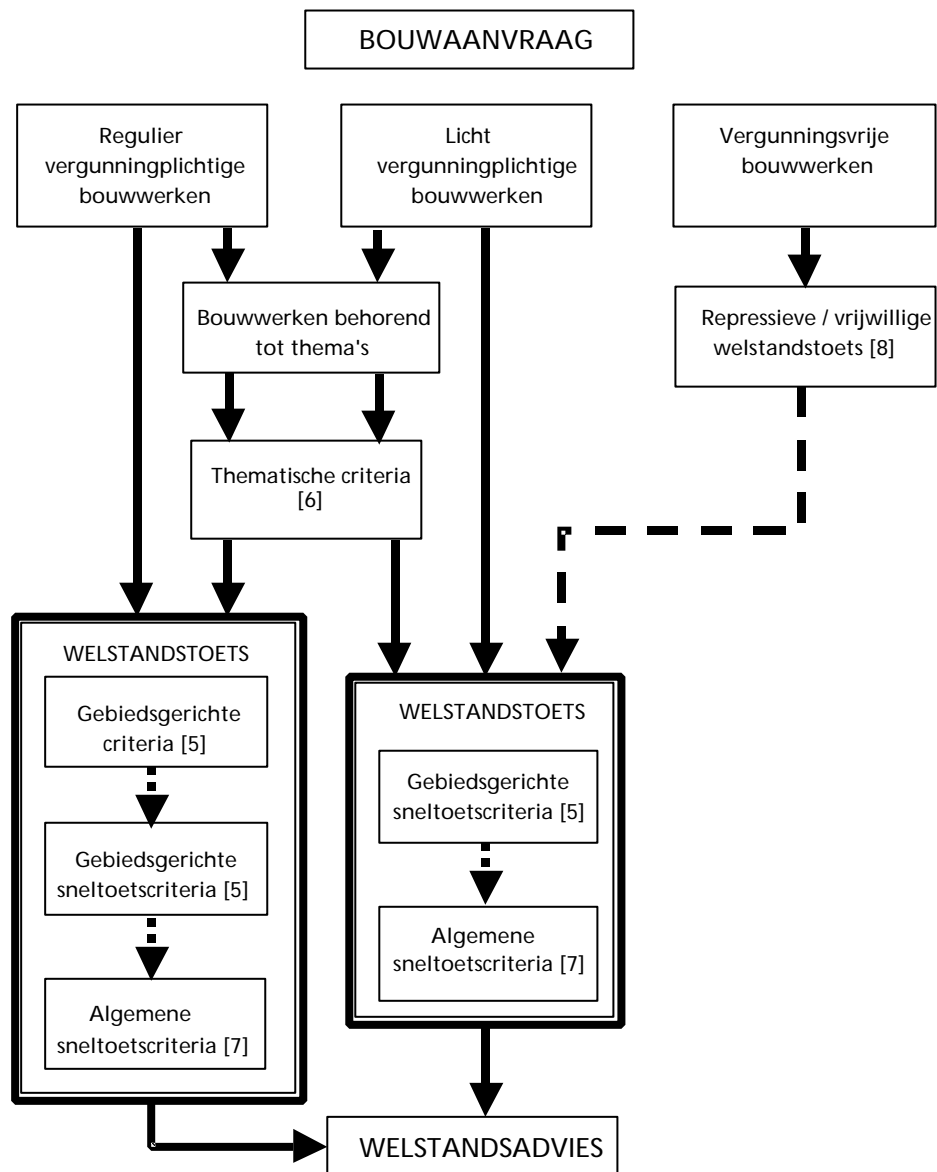 BOUWAANVRAAG
Regulier
vergunningplichtige
bouwwerken
Licht
vergunningplichtige
bouwwerken
Vergunningsvrije
bouwwerken
Bouwwerken behorend
tot thema's
Repressieve / vrijwillige
welstandstoets [8]
Thematische criteria
[6]
WELSTANDSTOETS
Gebiedsgerichte
criteria [5]
Gebiedsgerichte
sneltoetscriteria [5]
Algemene
sneltoetscriteria [7]
WELSTANDSTOETS
Gebiedsgerichte
sneltoetscriteria [5]
Algemene
sneltoetscriteria [7]
WELSTANDSADVIES